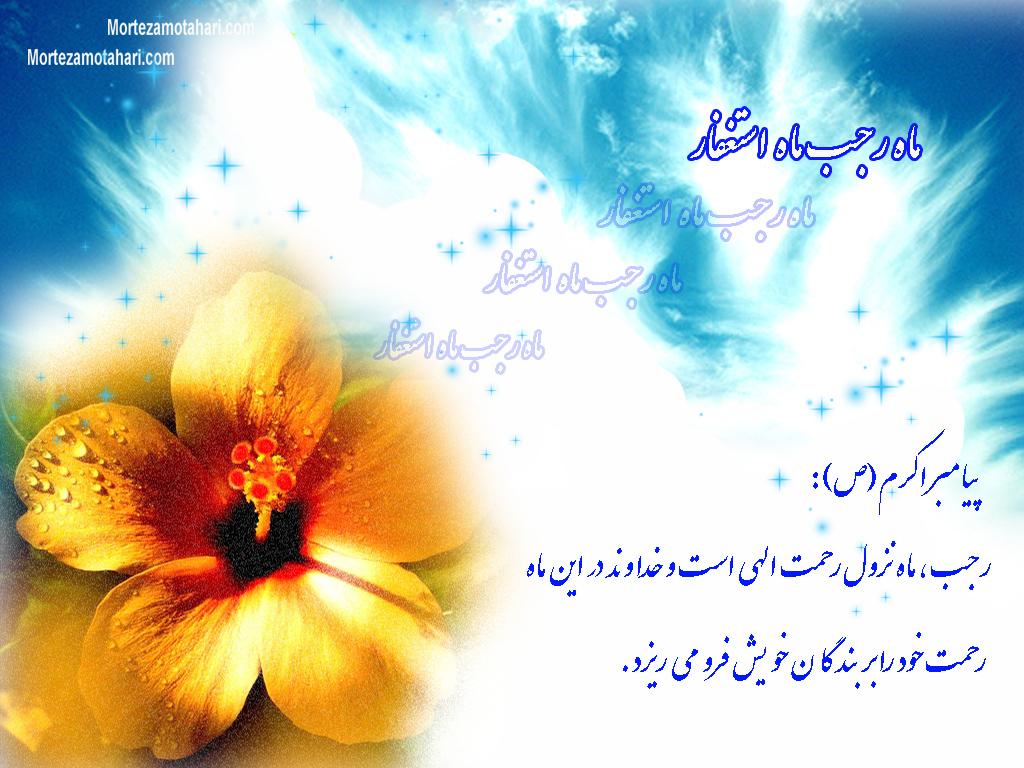 Mortezamotahari.com
Mortezamotahari.com
ماه رجب ماه استغفار
ماه رجب ماه استغفار
ماه رجب ماه استغفار
ماه رجب ماه استغفار
پیامبر اکرم (ص):
رجب، ماه نزول رحمت الهی است و خداوند در این ماه
رحمت خود را بر بندگان خویش فرو می ریزد.